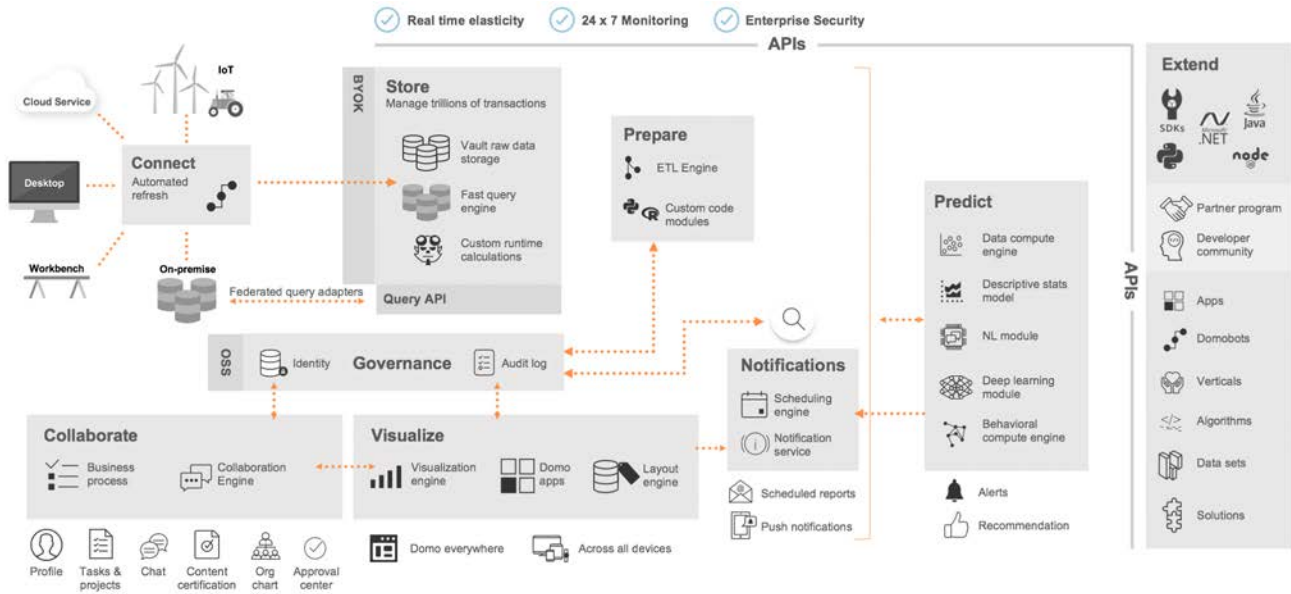 Real time elasticity
24 x 7 Monitoring
Enterprise Security
APIs
Cloud Service
IoT
Desktop
Connect
Automated
refresh
Workbench
On-premise
Federated query adapters
BYOK
Store
Manage trillions of transactions
Vault raw data
storage
Fast query
engine
Custom runtime
calculations
Query API
Prepare
ETL Engine
Custom code
modules
OSS
Identity
Governance
Audit log
Collaborate
Business
process
Collaboration
Engine
Profile
Tasks &
projects
Chat
Content
certification
Org
chart
Approval
center
Visualize
Visualization
engine
Domo
apps
Layout
engine
Domo everywhere
Across all devices
Notifications
Scheduling
engine
Notification
service
Scheduled reports
Push notifications
Predict
Data compute
engine
Descriptive stats
model
NL module
Deep learning
module
Behavioral
compute engine
Alerts
Recommendation
APIs
Extend
SDKs
Microsoft
.NET
Java
node
Partner program
Developer
community
Apps
Domobots
Verticals
Algorithms
Data sets
Solutions